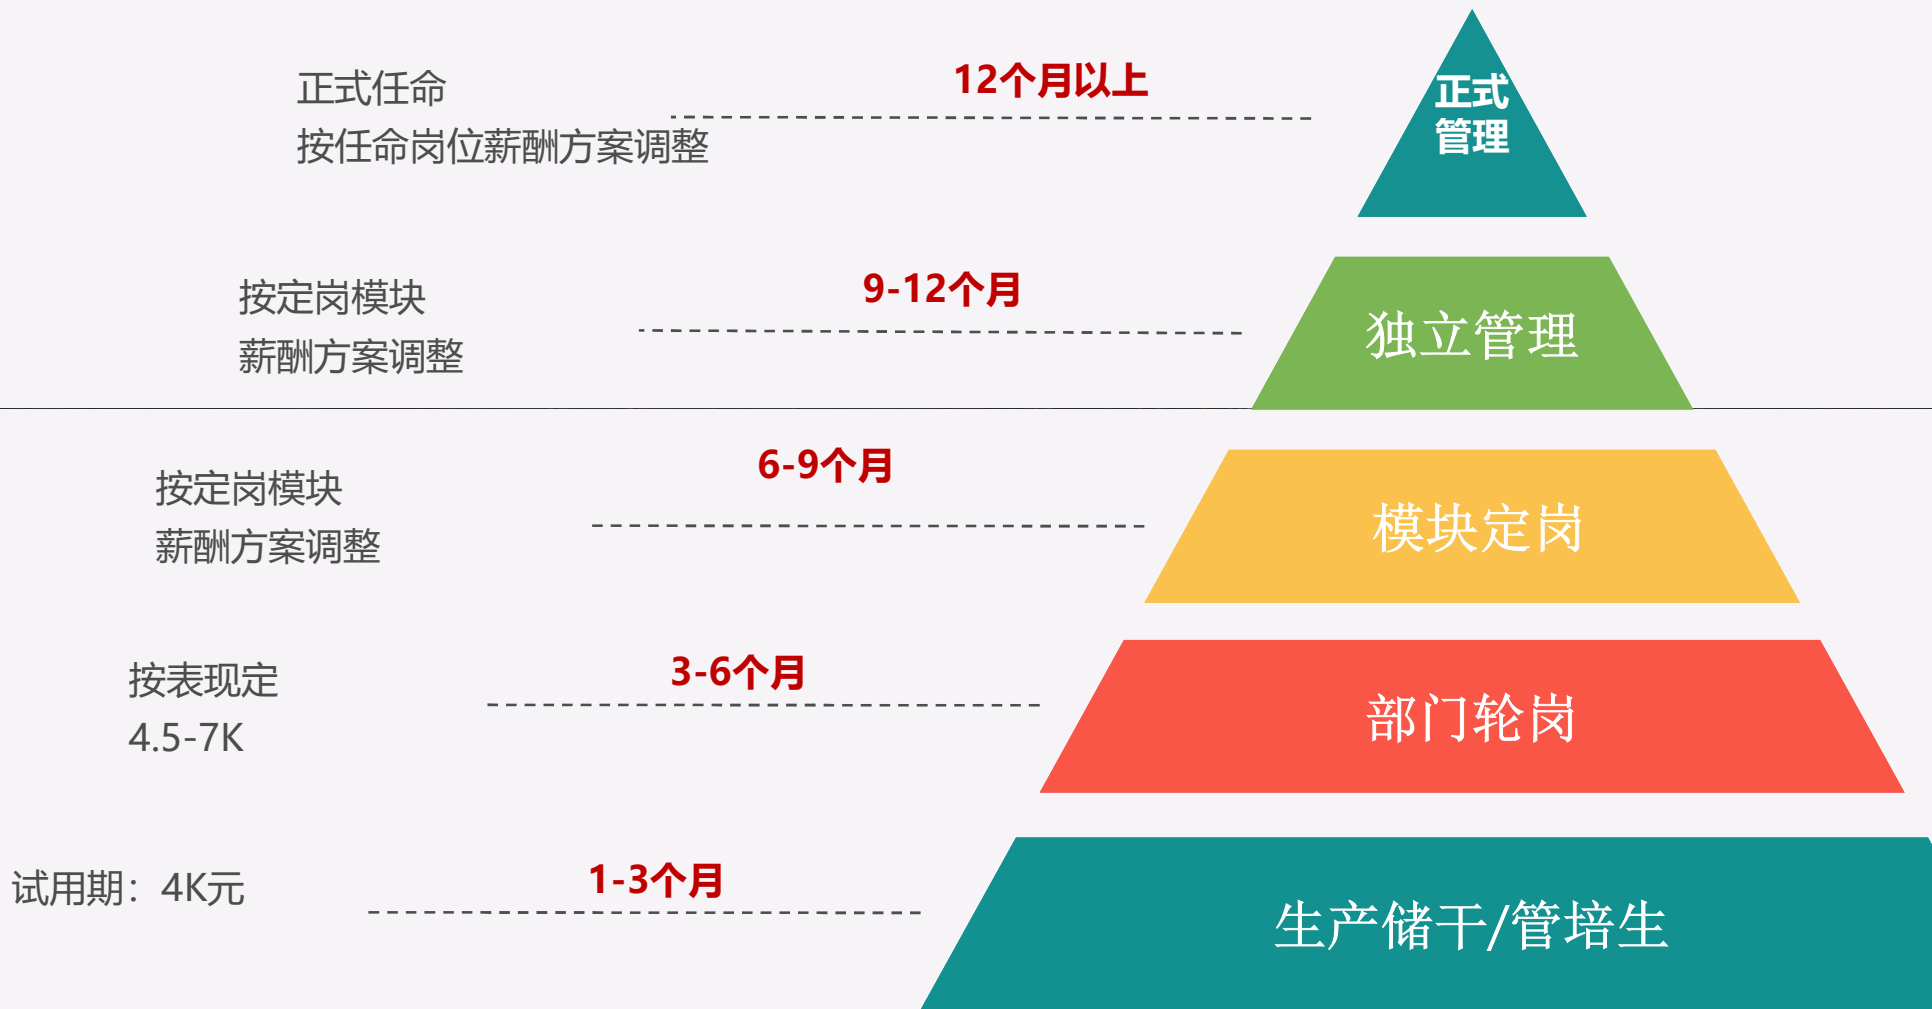 正式任命
按任命岗位薪酬方案调整
12个月以上
正式
管理
按定岗模块
薪酬方案调整
9-12个月
独立管理
按定岗模块
薪酬方案调整
6-9个月
模块定岗
按表现定
4.5-7K
3-6个月
部门轮岗
试用期：4K元
1-3个月
生产储干/管培生